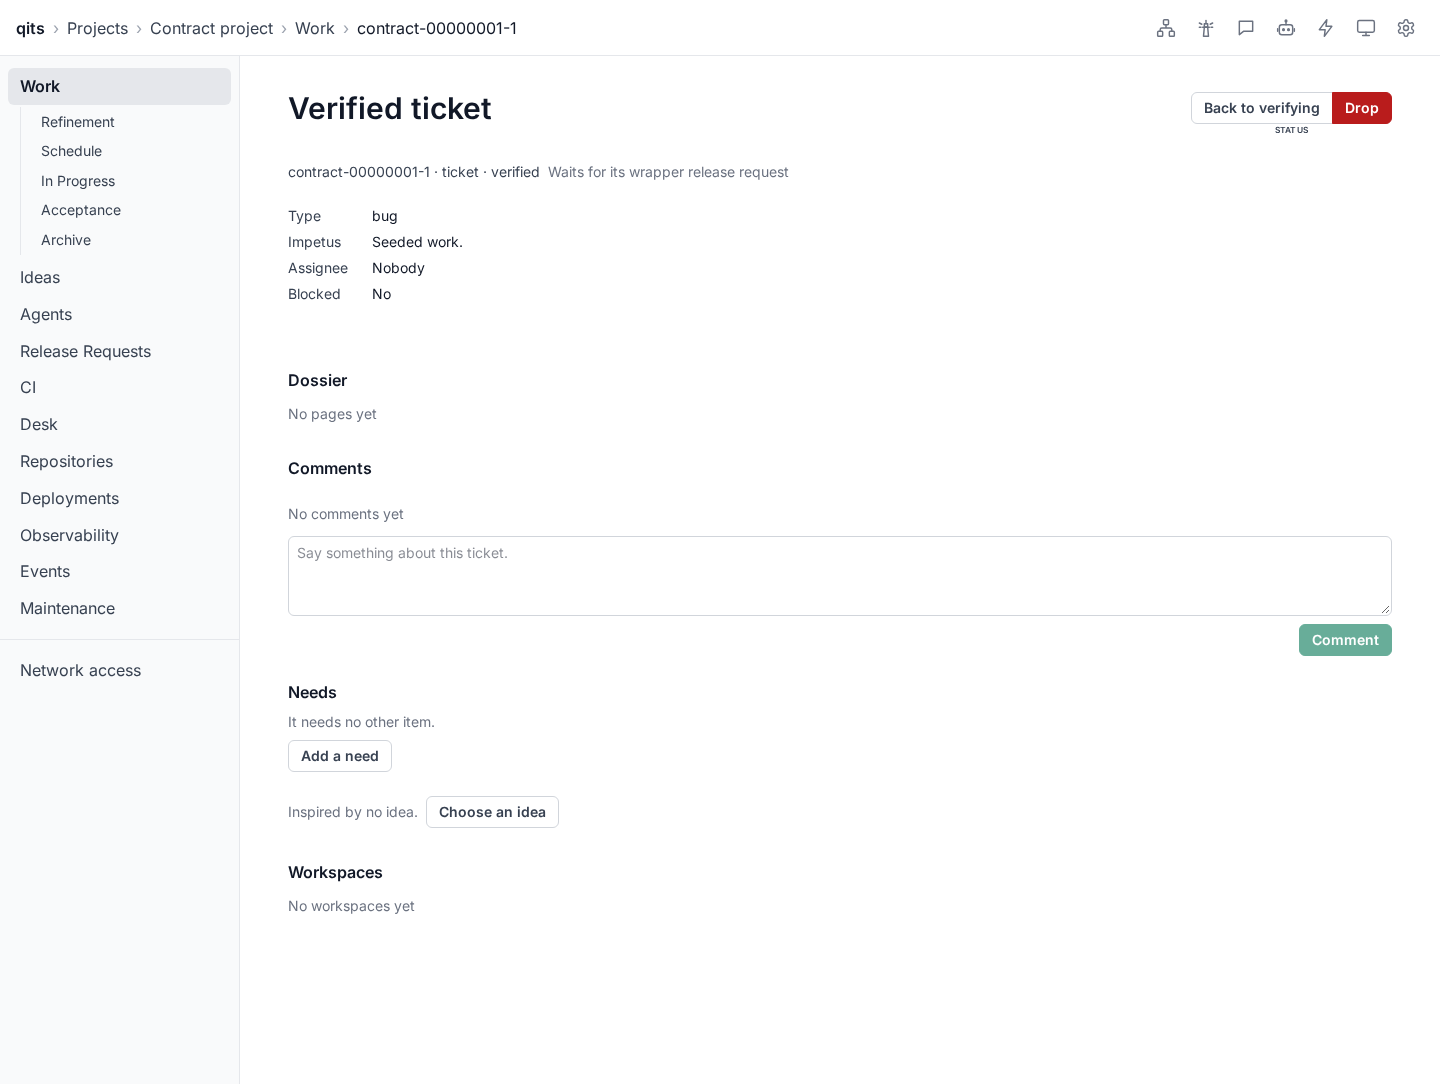 qits › Projects › Contract project › Work › contract-00000001-1
Work
Refinement
Schedule
In Progress
Acceptance
Archive
Ideas
Agents
Release Requests
CI
Desk
Repositories
Deployments
Observability
Events
Maintenance
Network access
Verified ticket
Back to verifying
Drop
STATUS
contract-00000001-1 · ticket · verified Waits for its wrapper release request
Type bug
Impetus Seeded work.
Assignee Nobody
Blocked No
Dossier
No pages yet
Comments
No comments yet
Say something about this ticket.
Comment
Needs
It needs no other item.
Add a need
Inspired by no idea. Choose an idea
Workspaces
No workspaces yet